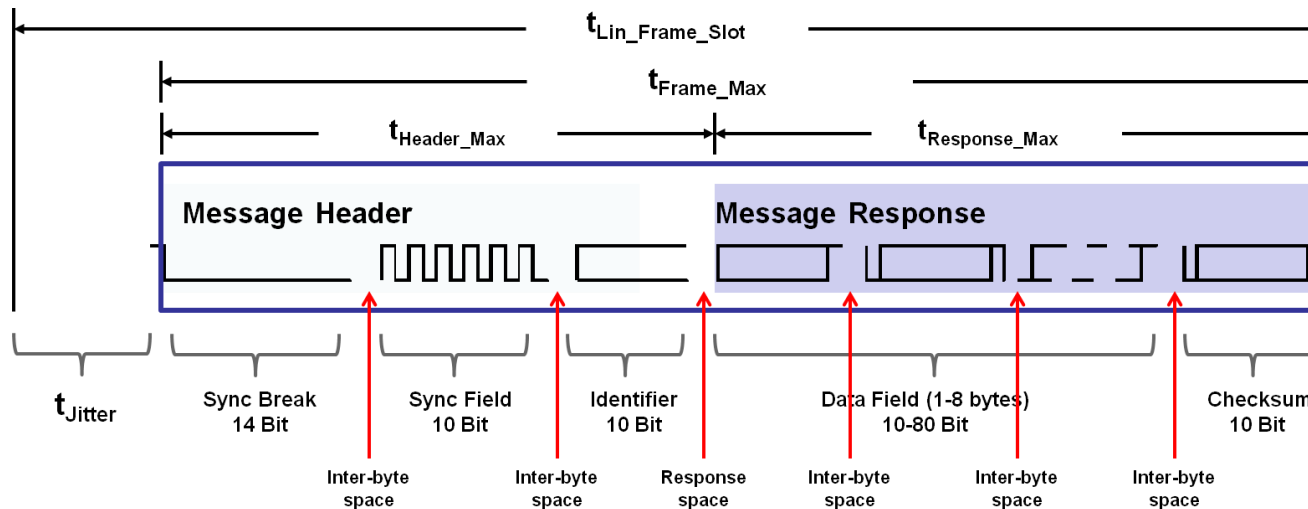 tLin_Frame_Slot
tFrame_Max
tHeader_Max
tResponse_Max
Message Header
Message Response
tJitter
Sync Break
14 Bit
Sync Field
10 Bit
Identifier
10 Bit
Data Field (1-8 bytes)
10-80 Bit
Checksum
10 Bit
Inter-byte
space
Inter-byte
space
Response
space
Inter-byte
space
Inter-byte
space
Inter-byte
space